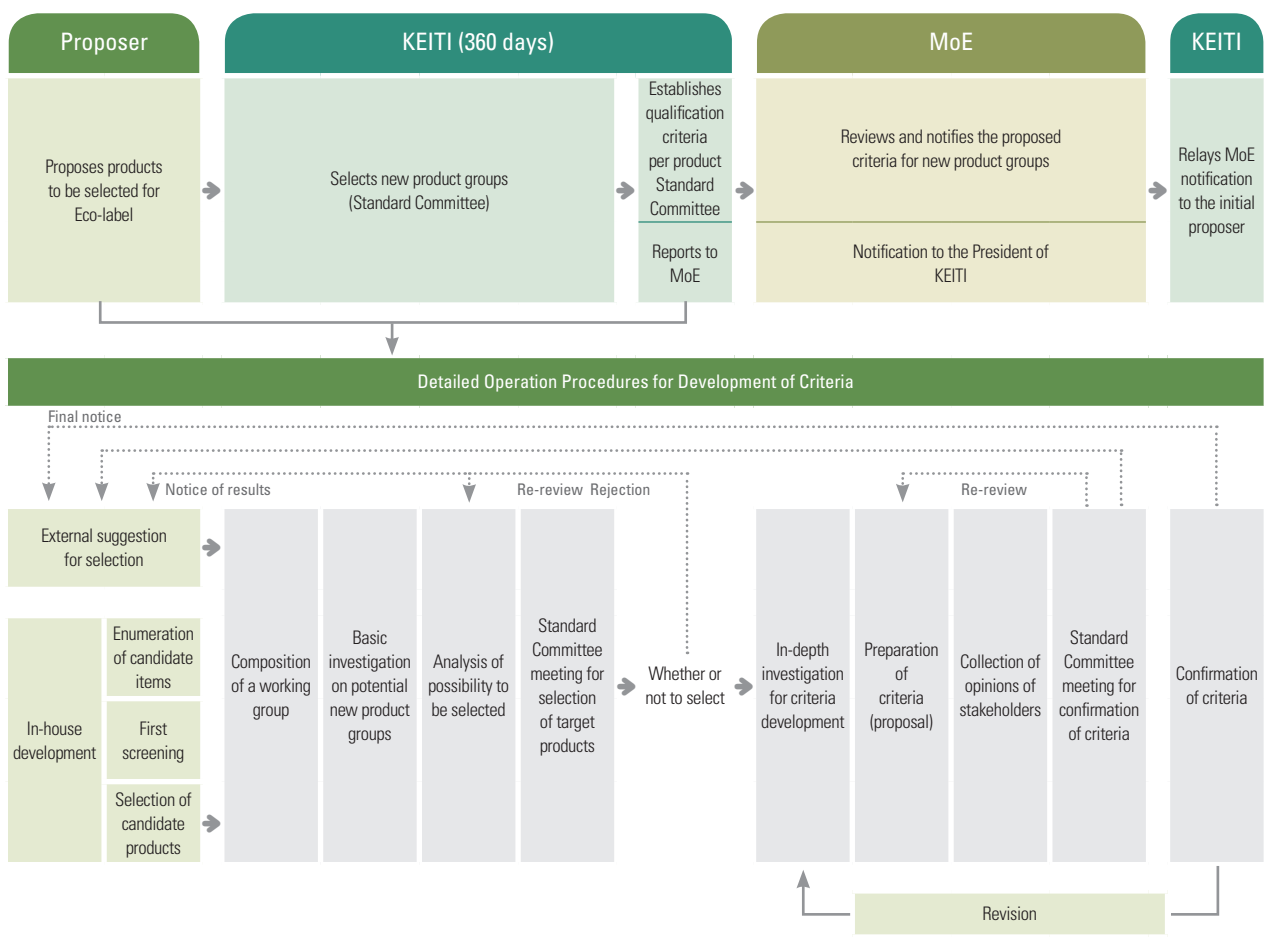 Proposer
KEITI (360 days)
MoE
KEITI
Proposes products
to be selected for
Eco-label
Selects new product groups
(Standard Committee)
Establishes
qualification
criteria
per product
Standard
Committee
Reports to
MoE
Reviews and notifies the proposed
criteria for new product groups
Notification to the President of
KEITI
Relays MoE
notification
to the initial
proposer
Detailed Operation Procedures for Development of Criteria
Final notice
Notice of results
Re-review Rejection
Re-review
External suggestion
for selection
In-house
development
Enumeration
of candidate
items
First
screening
Selection of
candidate
products
Composition
of a working
group
Basic
investigation
on potential
new product
groups
Analysis of
possibility to
be selected
Standard
Committee
meeting for
selection
of target
products
Whether or
not to select
In-depth
investigation
for criteria
development
Preparation
of
criteria
(proposal)
Collection of
opinions of
stakeholders
Standard
Committee
meeting for
confirmation
of criteria
Confirmation
of criteria
Revision